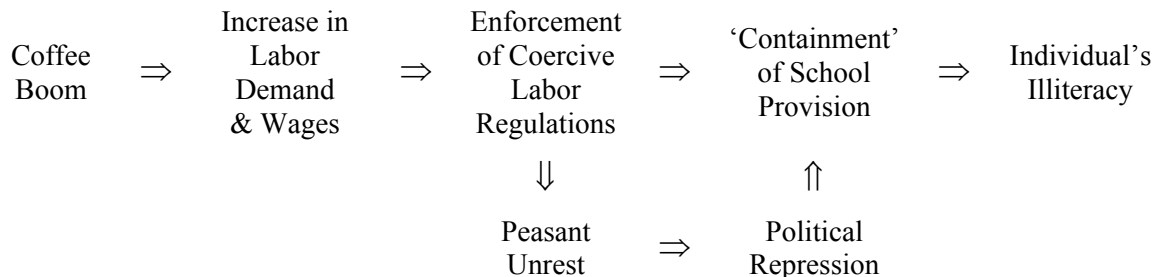 Coffee
Boom
⇒
Increase in
Labor
Demand
& Wages
⇒
Enforcement
of Coercive
Labor
Regulations
⇒
‘Containment’
of School
Provision
⇒
Individual’s
Illiteracy
⇓
⇑
Peasant
Unrest
⇒
Political
Repression